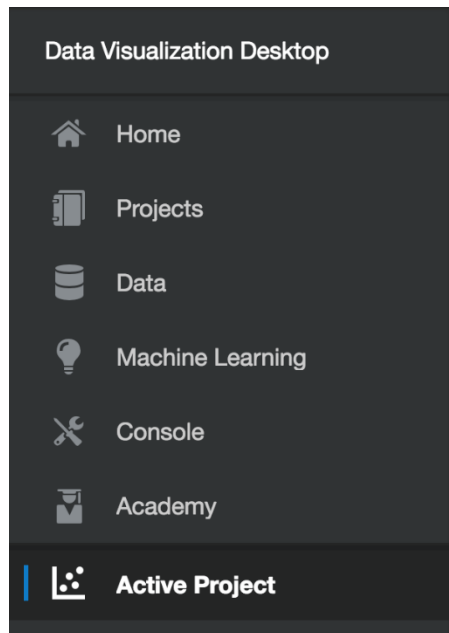 Data Visualization Desktop
Home
Projects
Data
Machine Learning
Console
Academy
Active Project